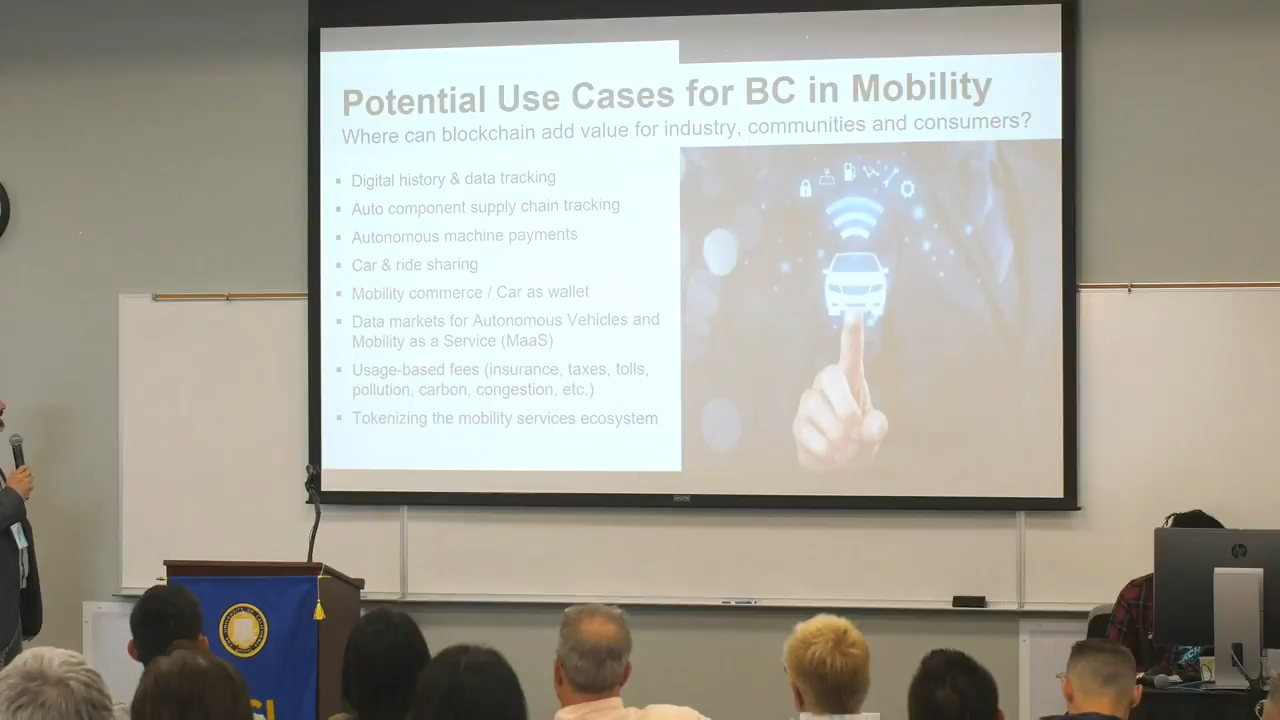 Potential Use Cases for BC in Mobility
Where can blockchain add value for industry, communities and consumers?
Digital history & data tracking
Auto component supply chain tracking
Autonomous machine payments
Car & ride sharing
Mobility commerce / Car as wallet
Data markets for Autonomous Vehicles and
Mobility as a Service (MaaS)
Usage-based fees (insurance, taxes, tolls,
pollution, carbon, congestion, etc.)
Tokenizing the mobility services ecosystem
hp